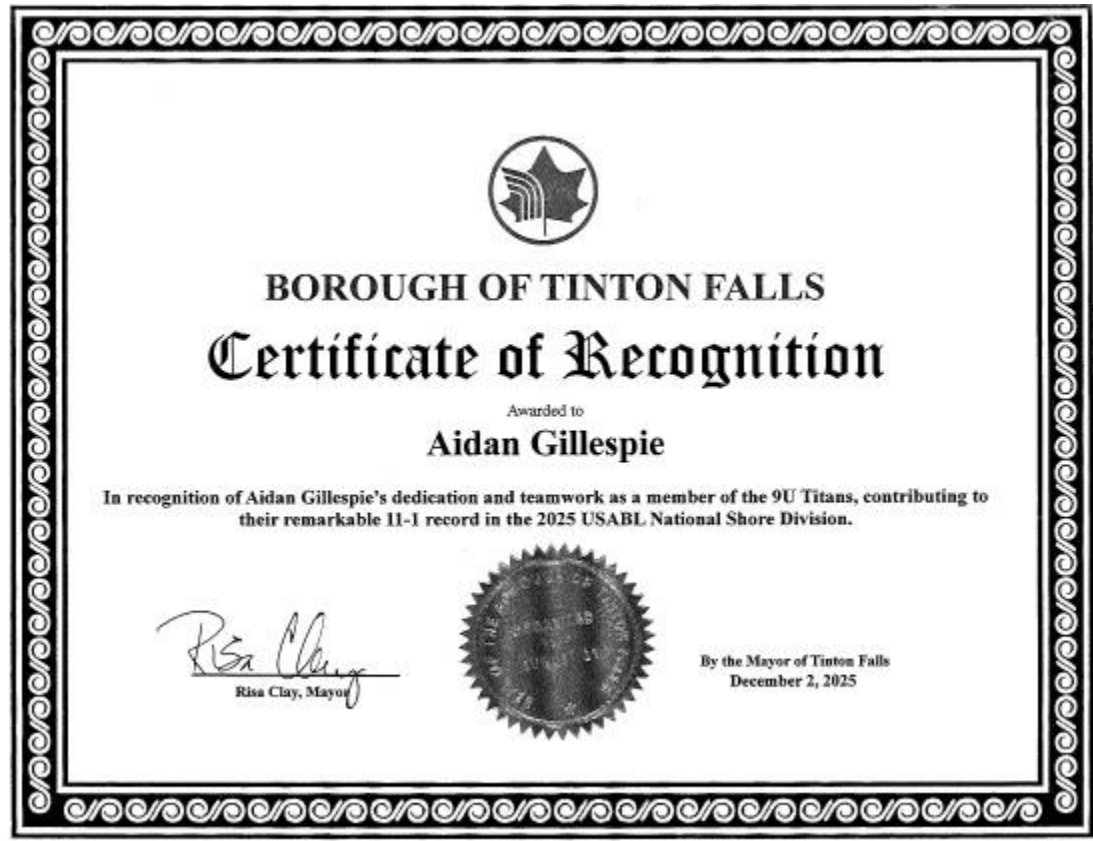 BOROUGH OF TINTON FALLS
Certificate of Recognition
Awarded to
Aidan Gillespie
In recognition of Aidan Gillespie's dedication and teamwork as a member of the 9U Titans, contributing to
their remarkable 11-1 record in the 2025 USABL National Shore Division.
Risa Clay
Risa Clay, Mayor
By the Mayor of Tinton Falls
December 2, 2025